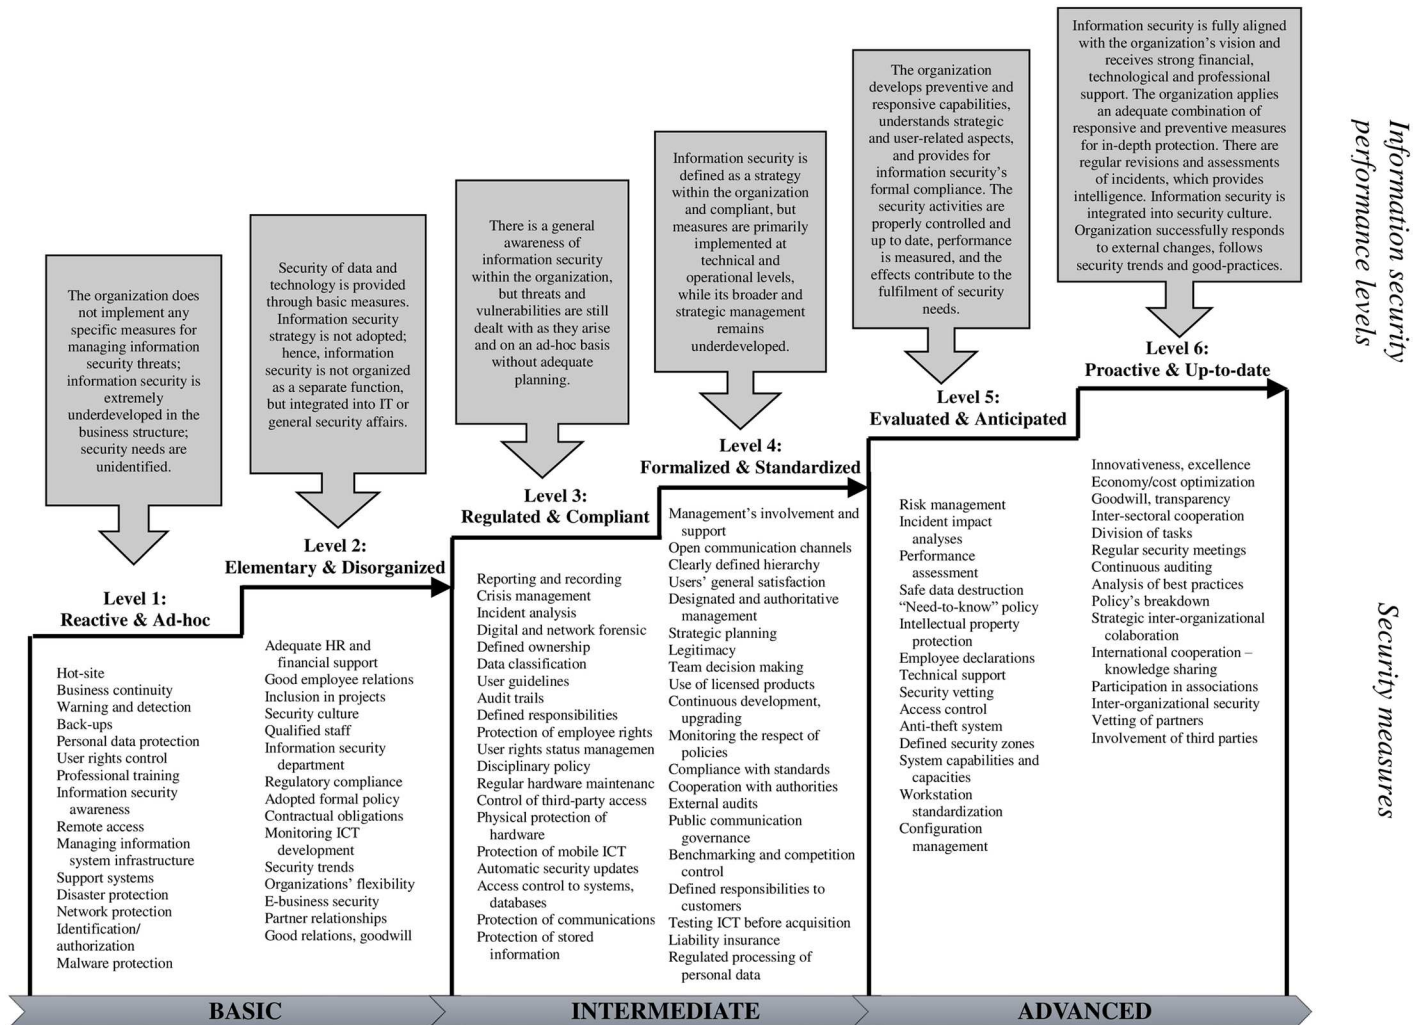 The organization does
not implement any
specific measures for
managing information
security threats;
information security is
extremely
underdeveloped in the
business structure;
security needs are
unidentified.
Level 1:
Reactive & Ad-hoc
Hot-site
Business continuity
Warning and detection
Back-ups
Personal data protection
User rights control
Professional training
Information security
awareness
Remote access
Managing information
system infrastructure
Support systems
Disaster protection
Network protection
Identification/
authorization
Malware protection
Security of data and
technology is provided
through basic measures.
Information security
strategy is not adopted;
hence, information
security is not organized
as a separate function,
but integrated into IT or
general security affairs.
Level 2:
Elementary & Disorganized
Adequate HR and
financial support
Good employee relations
Inclusion in projects
Security culture
Qualified staff
Information security
department
Regulatory compliance
Adopted formal policy
Contractual obligations
Monitoring ICT
development
Security trends
Organizations' flexibility
E-business security
Partner relationships
Good relations, goodwill
There is a general
awareness of
information security
within the organization,
but threats and
vulnerabilities are still
dealt with as they arise
and on an ad-hoc basis
without adequate
planning.
Level 3:
Regulated & Compliant
Reporting and recording
Crisis management
Incident analysis
Digital and network forensic
Defined ownership
Data classification
User guidelines
Audit trails
Defined responsibilities
Protection of employee rights
User rights status managemen
Disciplinary policy
Regular hardware maintenanc
Control of third-party access
Physical protection of
hardware
Protection of mobile ICT
Automatic security updates
Access control to systems,
databases
Protection of communications
Protection of stored
information
Information security is
defined as a strategy
within the organization
and compliant, but
measures are primarily
implemented at
technical and
operational levels,
while its broader and
strategic management
remains
underdeveloped.
Level 4:
Formalized & Standardized
Management's involvement and
support
Open communication channels
Clearly defined hierarchy
Users' general satisfaction
Designated and authoritative
management
Strategic planning
Legitimacy
Team decision making
Use of licensed products
Continuous development,
upgrading
Monitoring the respect of
policies
Compliance with standards
Cooperation with authorities
External audits
Public communication
governance
Benchmarking and competition
control
Defined responsibilities to
customers
Testing ICT before acquisition
Liability insurance
Regulated processing of
personal data
The organization
develops preventive and
responsive capabilities,
understands strategic
and user-related aspects,
and provides for
information security's
formal compliance. The
security activities are
properly controlled and
up to date, performance
is measured, and the
effects contribute to the
fulfilment of security
needs.
Level 5:
Evaluated & Anticipated
Risk management
Incident impact
analyses
Performance
assessment
Safe data destruction
“Need-to-know” policy
Intellectual property
protection
Employee declarations
Technical support
Security vetting
Access control
Anti-theft system
Defined security zones
System capabilities and
capacities
Workstation
standardization
Configuration
management
Information security is fully aligned
with the organization's vision and
receives strong financial,
technological and professional
support. The organization applies
an adequate combination of
responsive and preventive measures
for in-depth protection. There are
regular revisions and assessments
of incidents, which provides
intelligence. Information security is
integrated into security culture.
Organization successfully responds
to external changes, follows
security trends and good-practices.
Level 6:
Proactive & Up-to-date
Innovativeness, excellence
Economy/cost optimization
Goodwill, transparency
Inter-sectoral cooperation
Division of tasks
Regular security meetings
Continuous auditing
Analysis of best practices
Policy's breakdown
Strategic inter-organizational
colaboration
International cooperation –
knowledge sharing
Participation in associations
Inter-organizational security
Vetting of partners
Involvement of third parties
Information security
performance levels
Security measures
BASIC
INTERMEDIATE
ADVANCED